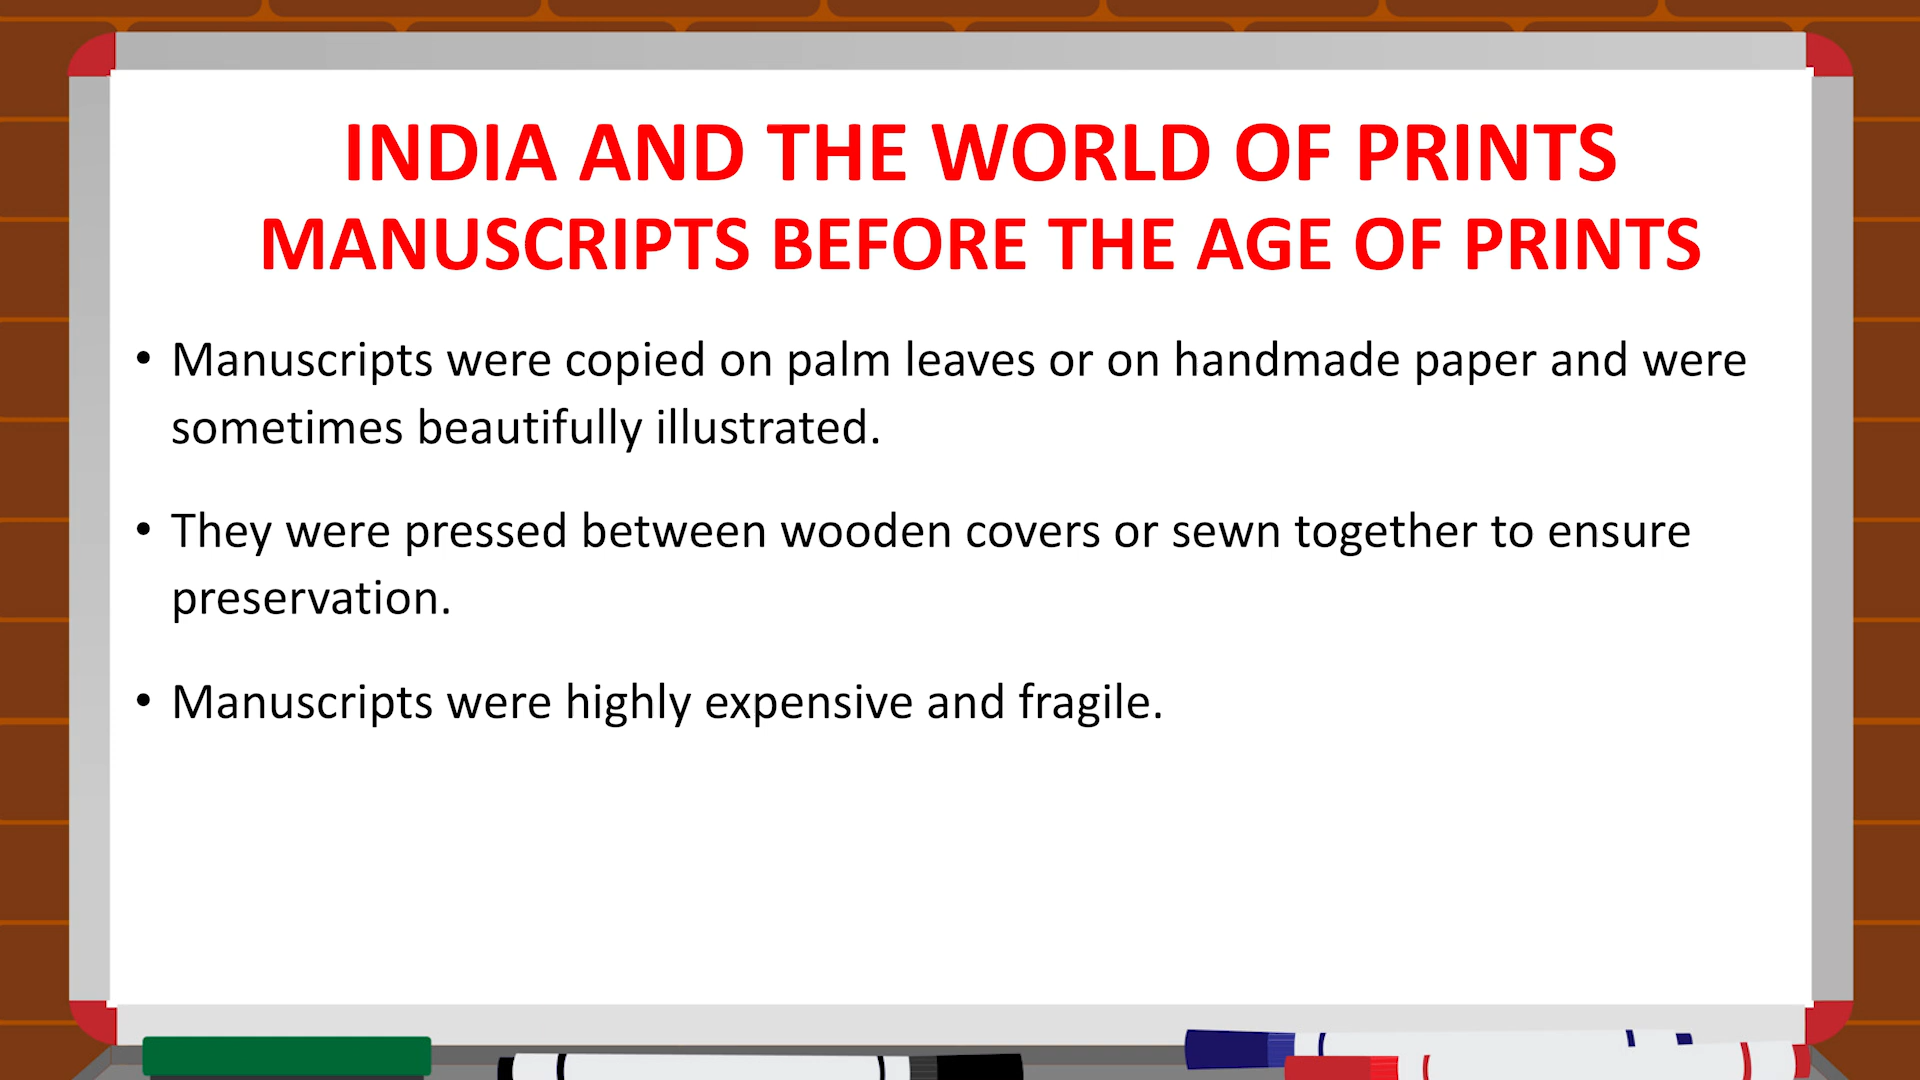 INDIA AND THE WORLD OF PRINTS
MANUSCRIPTS BEFORE THE AGE OF PRINTS
• Manuscripts were copied on palm leaves or on handmade paper and were
sometimes beautifully illustrated.
• They were pressed between wooden covers or sewn together to ensure
preservation.
• Manuscripts were highly expensive and fragile.